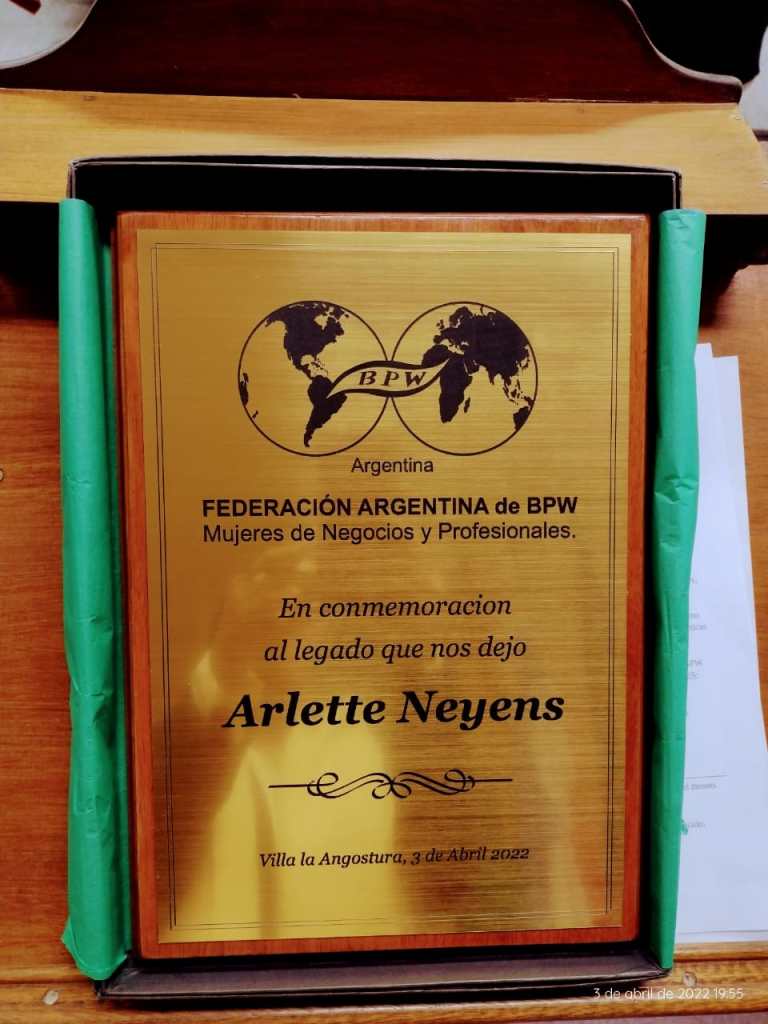 BPW
Argentina
FEDERACIÓN ARGENTINA de BPW
Mujeres de Negocios y Profesionales.
En conmemoracion
al legado que nos dejo
Arlette Neyens
Villa la Angostura, 3 de Abril 2022
3 de abril de 2022 19:55